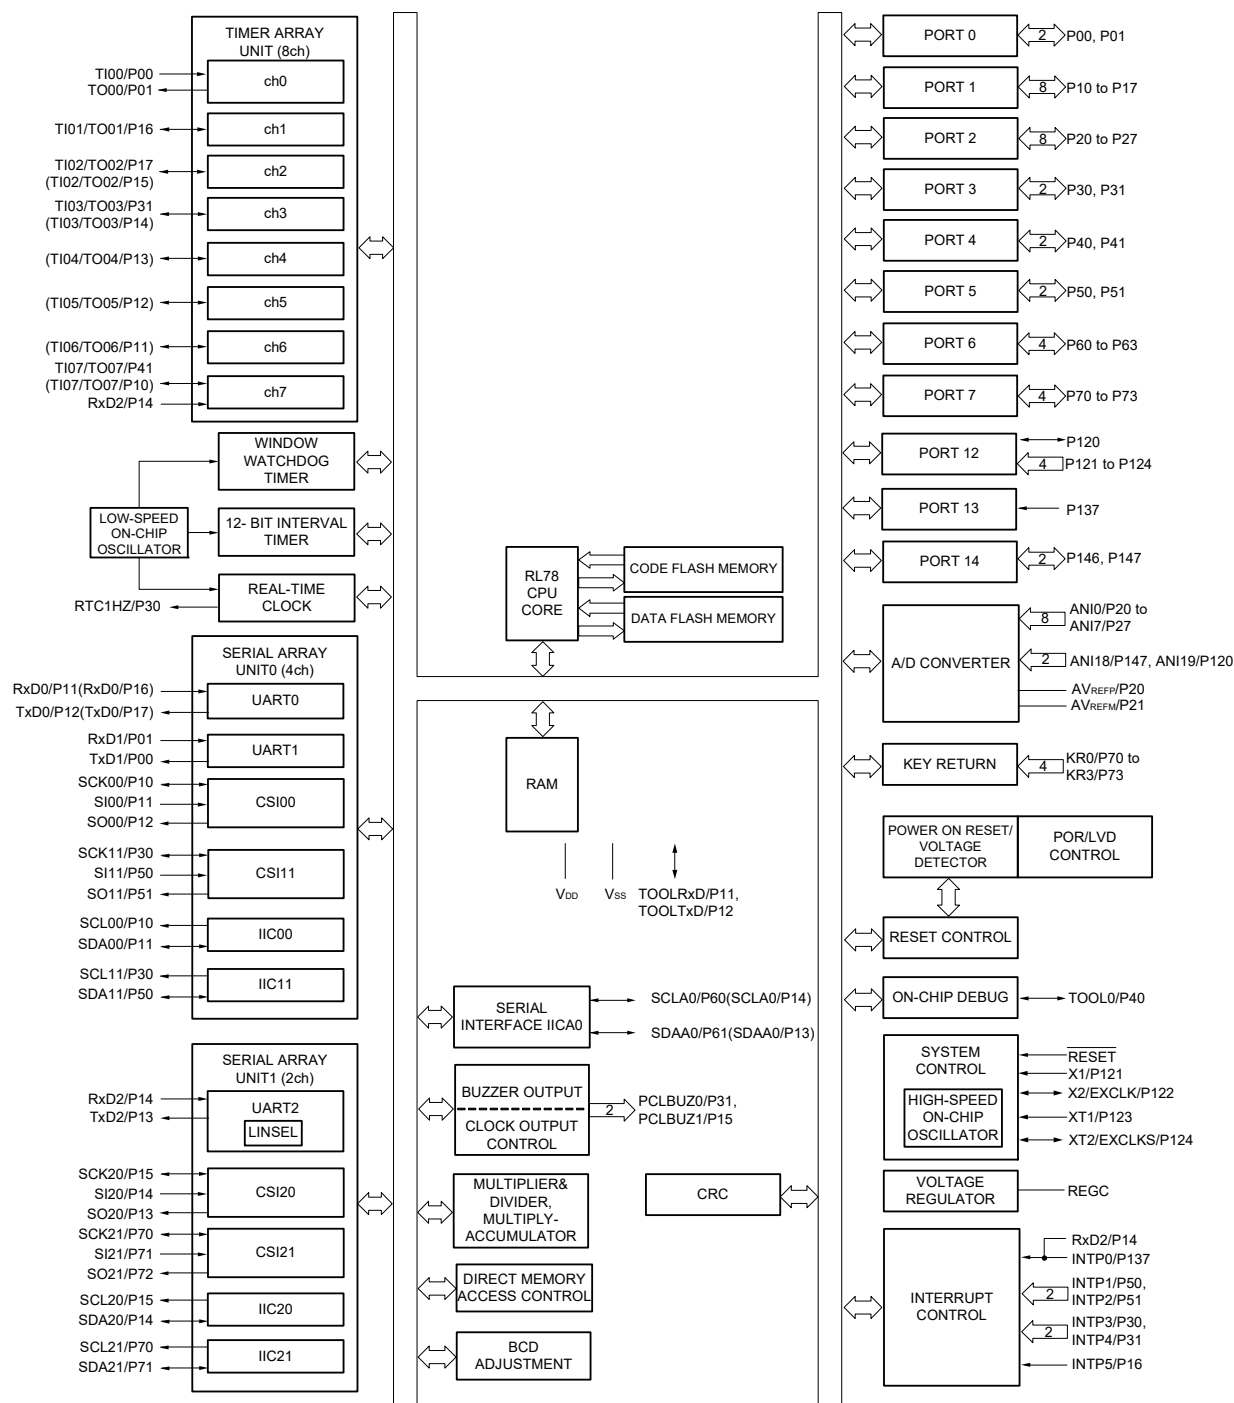 TIMER ARRAY
UNIT (8ch)
TI00/P00
TO00/P01
ch0
TI01/TO01/P16
ch1
TI02/TO02/P17
(TI02/TO02/P15)
ch2
TI03/TO03/P31
(TI03/TO03/P14)
ch3
(TI04/TO04/P13)
ch4
(TI05/TO05/P12)
ch5
(TI06/TO06/P11)
ch6
TI07/TO07/P41
(TI07/TO07/P10)
RxD2/P14
ch7
WINDOW
WATCHDOG
TIMER
LOW-SPEED
ON-CHIP
OSCILLATOR
12- BIT INTERVAL
TIMER
REAL-TIME
CLOCK
RTC1HZ/P30
SERIAL ARRAY
UNIT0 (4ch)
RxD0/P11(RxD0/P16)
TxD0/P12(TxD0/P17)
UART0
RxD1/P01
TxD1/P00
UART1
SCK00/P10
SI00/P11
SO00/P12
CSI00
SCK11/P30
SI11/P50
SO11/P51
CSI11
SCL00/P10
SDA00/P11
IIC00
SCL11/P30
SDA11/P50
IIC11
SERIAL ARRAY
UNIT1 (2ch)
RxD2/P14
TxD2/P13
UART2
LINSEL
SCK20/P15
SI20/P14
SO20/P13
CSI20
SCK21/P70
SI21/P71
SO21/P72
CSI21
SCL20/P15
SDA20/P14
IIC20
SCL21/P70
SDA21/P71
IIC21
RL78
CPU
CORE
CODE FLASH MEMORY
DATA FLASH MEMORY
RAM
VDD
VSS
TOOLRxD/P11,
TOOLTxD/P12
SERIAL
INTERFACE IICA0
SCLA0/P60(SCLA0/P14)
SDAA0/P61(SDAA0/P13)
BUZZER OUTPUT
CLOCK OUTPUT
CONTROL
2
PCLBUZ0/P31,
PCLBUZ1/P15
MULTIPLIER&
DIVIDER,
MULTIPLY-
ACCUMULATOR
CRC
DIRECT MEMORY
ACCESS CONTROL
BCD
ADJUSTMENT
PORT 0
2
P00, P01
PORT 1
8
P10 to P17
PORT 2
8
P20 to P27
PORT 3
2
P30, P31
PORT 4
2
P40, P41
PORT 5
2
P50, P51
PORT 6
4
P60 to P63
PORT 7
4
P70 to P73
PORT 12
P120
4
P121 to P124
PORT 13
P137
PORT 14
2
P146, P147
A/D CONVERTER
8
ANI0/P20 to
ANI7/P27
2
ANI18/P147, ANI19/P120
AVREFP/P20
AVREFM/P21
KEY RETURN
4
KR0/P70 to
KR3/P73
POWER ON RESET/
VOLTAGE
DETECTOR
POR/LVD
CONTROL
RESET CONTROL
ON-CHIP DEBUG
TOOL0/P40
SYSTEM
CONTROL
HIGH-SPEED
ON-CHIP
OSCILLATOR
RESET
X1/P121
X2/EXCLK/P122
XT1/P123
XT2/EXCLKS/P124
VOLTAGE
REGULATOR
REGC
INTERRUPT
CONTROL
RxD2/P14
INTP0/P137
2
INTP1/P50,
INTP2/P51
2
INTP3/P30,
INTP4/P31
INTP5/P16